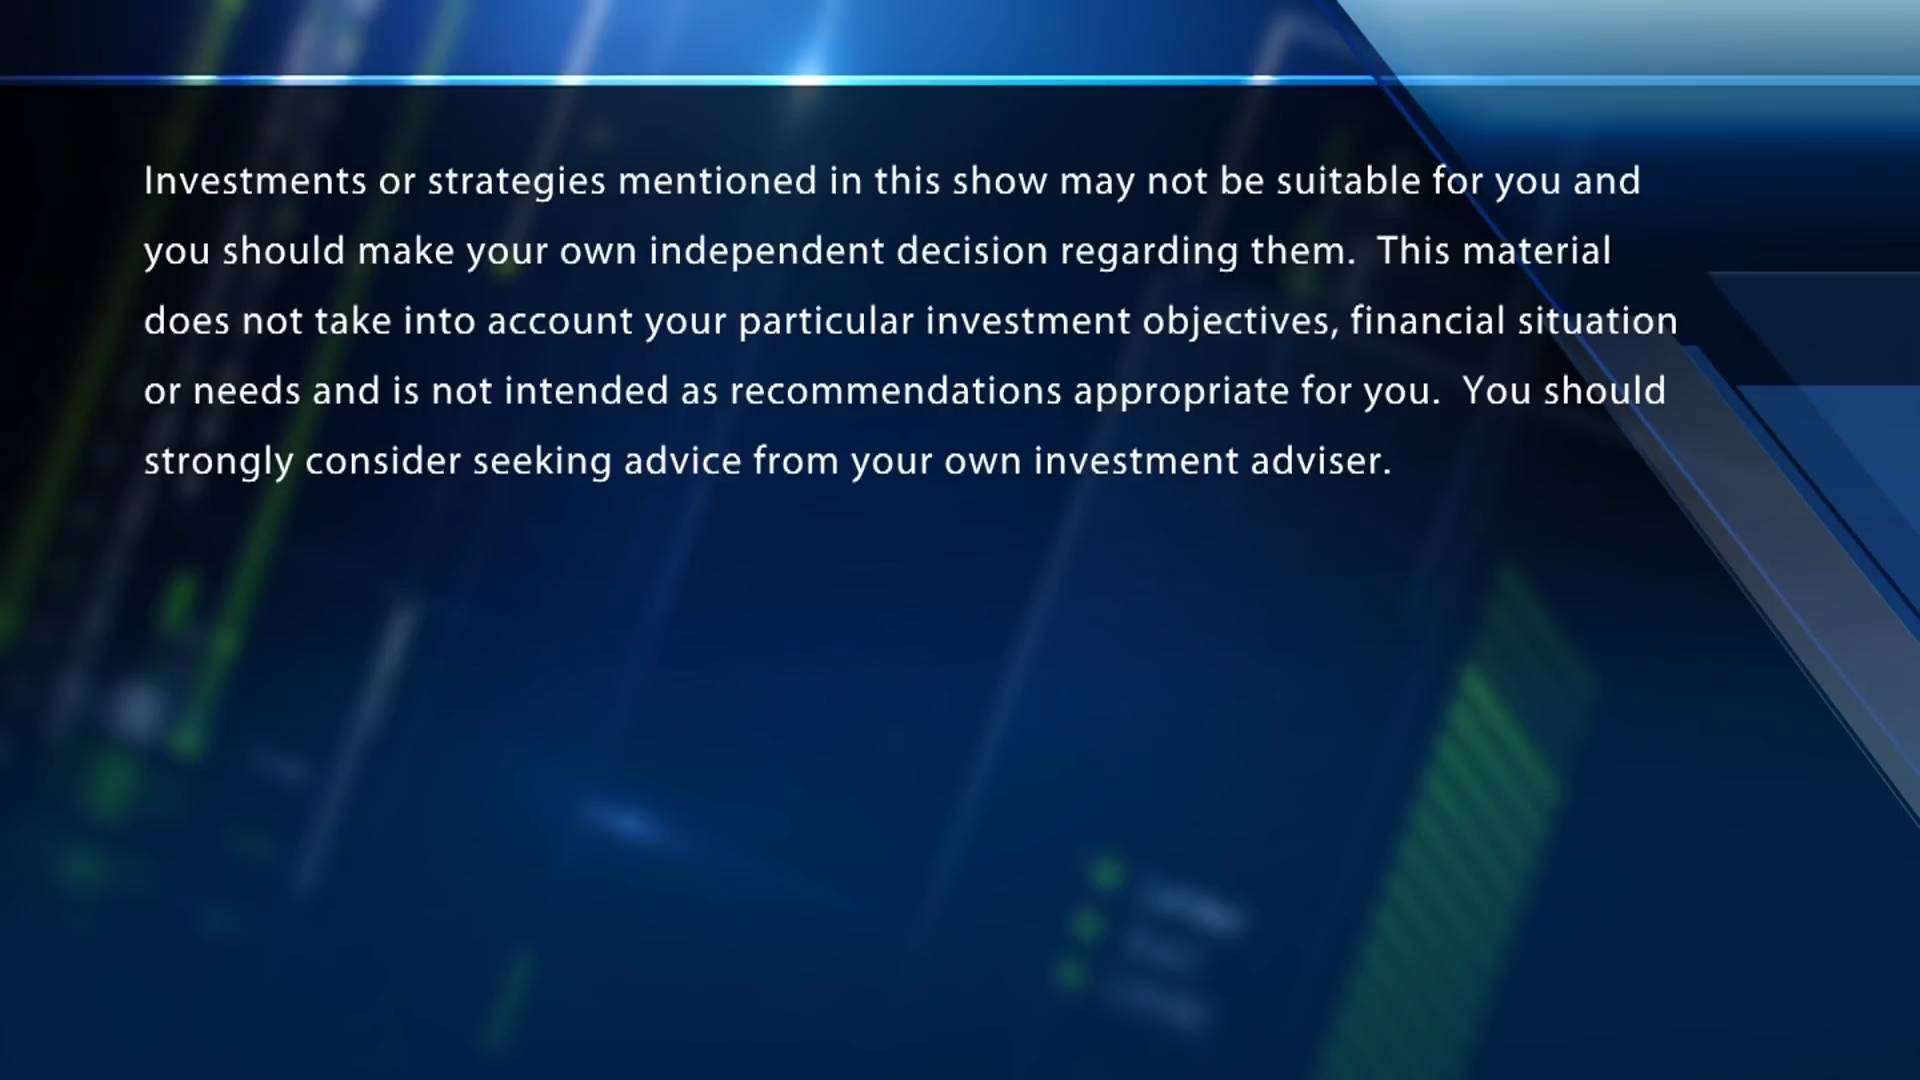 Investments or strategies mentioned in this show may not be suitable for you and
you should make your own independent decision regarding them.  This material
does not take into account your particular investment objectives, financial situation
or needs and is not intended as recommendations appropriate for you.  You should
strongly consider seeking advice from your own investment adviser.